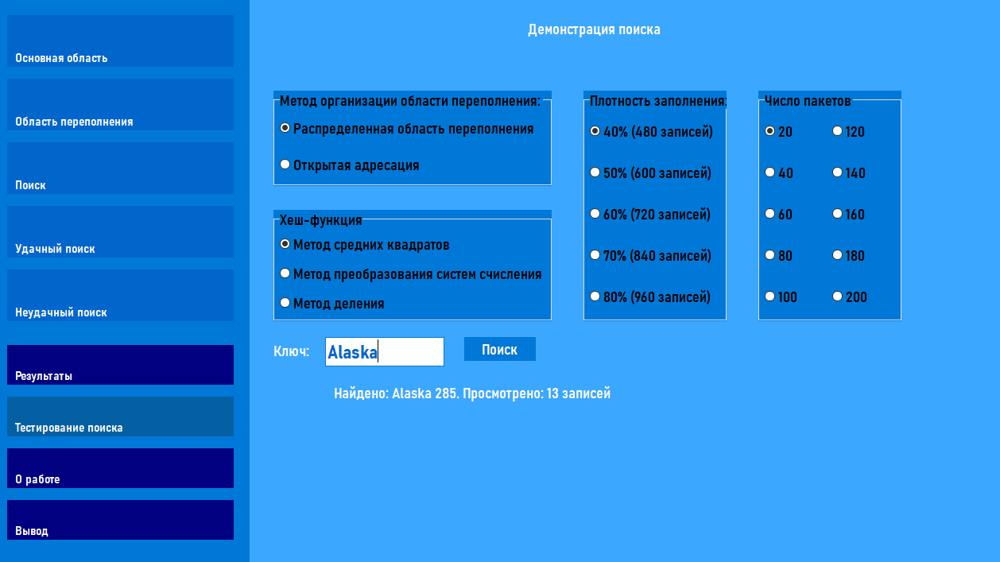 Основная область
Область переполнения
Поиск
Удачный поиск
Неудачный поиск
Результаты
Тестирование поиска
О работе
Вывод
Демонстрация поиска
Метод организации области переполнения:
Распределенная область переполнения
Открытая адресация
Хеш-функция
Метод средних квадратов
Метод преобразования систем счисления
Метод деления
Плотность заполнения:
40% (480 записей)
50% (600 записей)
60% (720 записей)
70% (840 записей)
80% (960 записей)
Число пакетов
20 120
40 140
60 160
80 180
100 200
Ключ: Alaska Поиск
Найдено: Alaska 285. Просмотрено: 13 записей